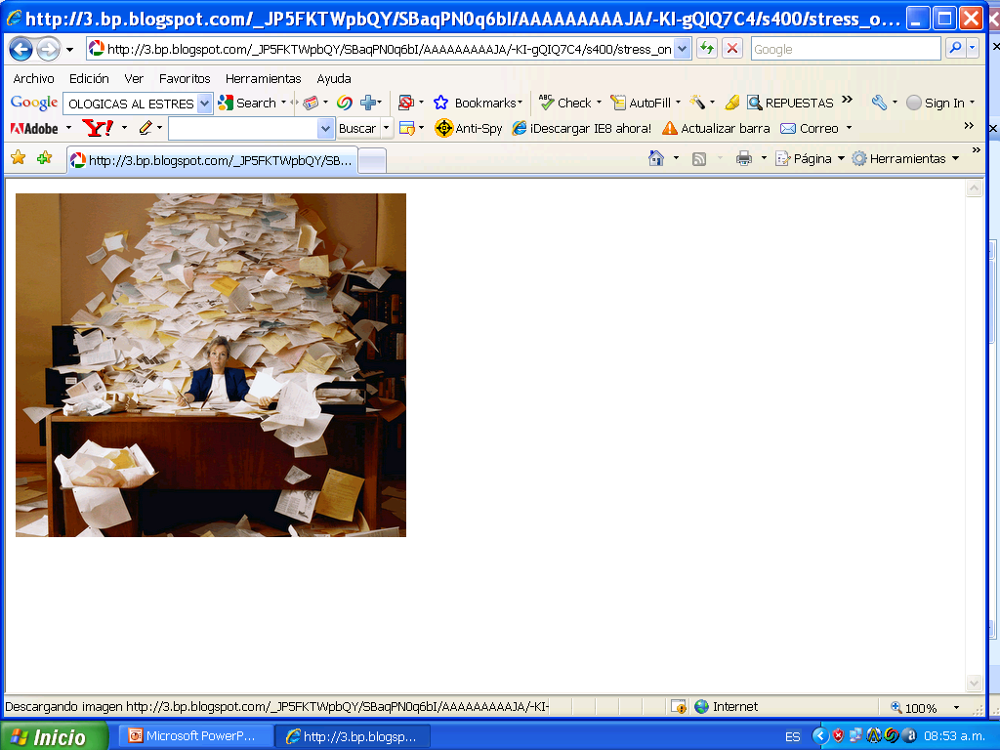 http://3.bp.blogspot.com/_JP5FKTWpbQY/SBaqPN0q6bI/AAAAAAAAAJA/-KI-gQIQ7C4/s400/stress_o...
http://3.bp.blogspot.com/_JP5FKTWpbQY/SBaqPN0q6bI/AAAAAAAAAJA/-KI-gQIQ7C4/s400/stress_on
Google
Archivo Edición Ver Favoritos Herramientas Ayuda
Google OLOGICAS AL ESTRES Search Bookmarks Check AutoFill REPUESTAS » Sign In
Adobe Y! Buscar Anti-Spy ¡Descargar IE8 ahora! Actualizar barra Correo »
http://3.bp.blogspot.com/_JP5FKTWpbQY/SB... Página Herramientas »
Descargando imagen http://3.bp.blogspot.com/_JP5FKTWpbQY/SBaqPN0q6bI/AAAAAAAAAJA/-KI- Internet 100%
Inicio Microsoft PowerP... http://3.bp.blogsp... ES 08:53 a.m.